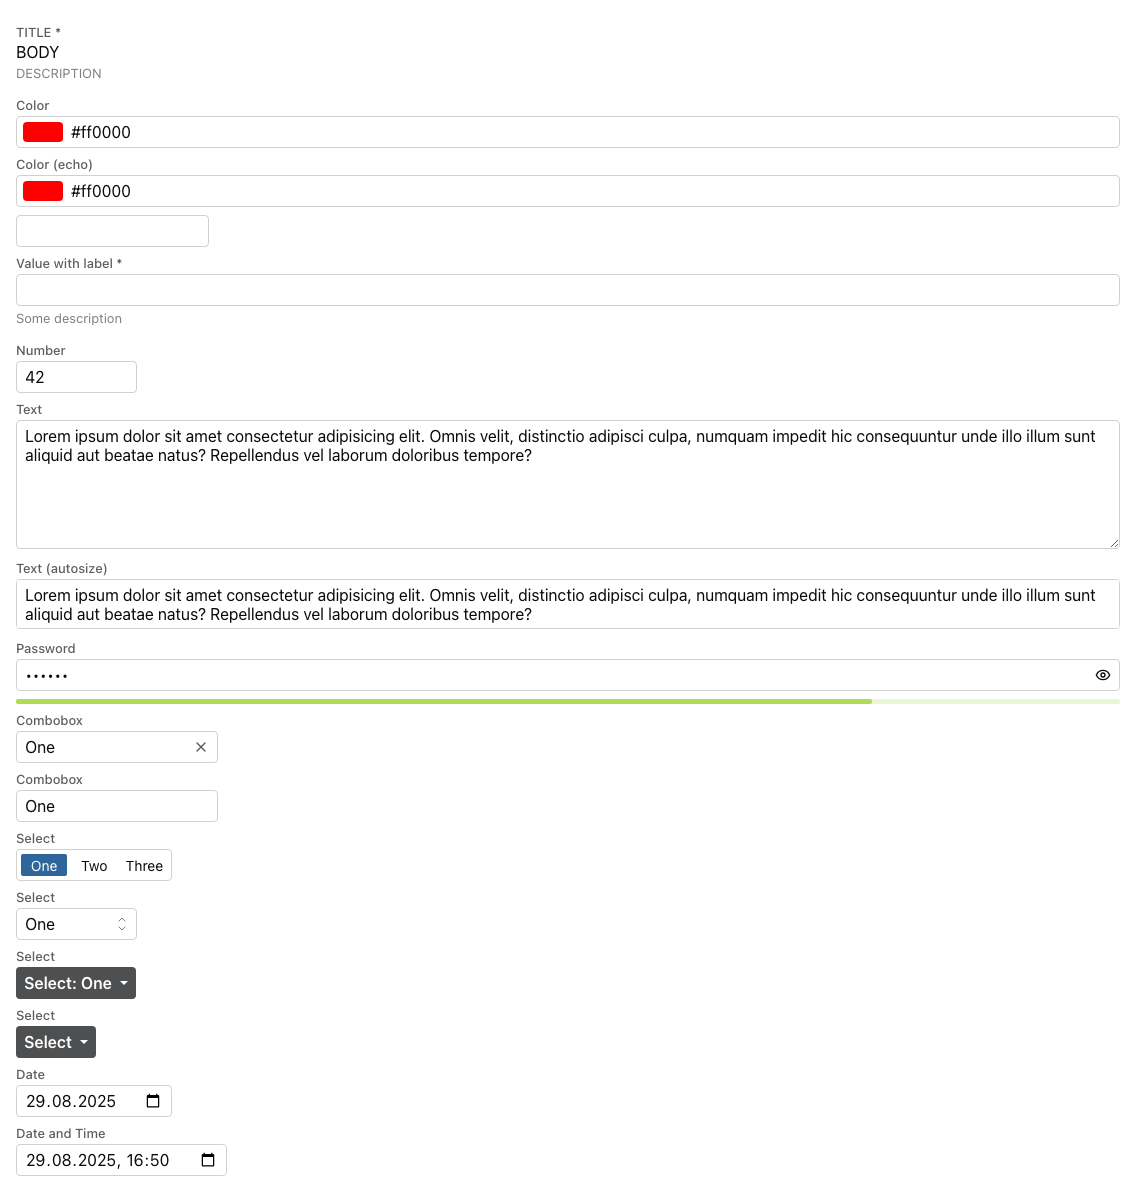 TITLE *
BODY
DESCRIPTION
Color
#ff0000
Color (echo)
#ff0000
Value with label *
Some description
Number
42
Text
Lorem ipsum dolor sit amet consectetur adipisicing elit. Omnis velit, distinctio adipisci culpa, numquam impedit hic consequuntur unde illo illum sunt
aliquid aut beatae natus? Repellendus vel laborum doloribus tempore?
Text (autosize)
Lorem ipsum dolor sit amet consectetur adipisicing elit. Omnis velit, distinctio adipisci culpa, numquam impedit hic consequuntur unde illo illum sunt
aliquid aut beatae natus? Repellendus vel laborum doloribus tempore?
Password
••••••
Combobox
One
Combobox
One
Select
One Two Three
Select
One
Select
Select: One
Select
Select
Date
29.08.2025
Date and Time
29.08.2025, 16:50